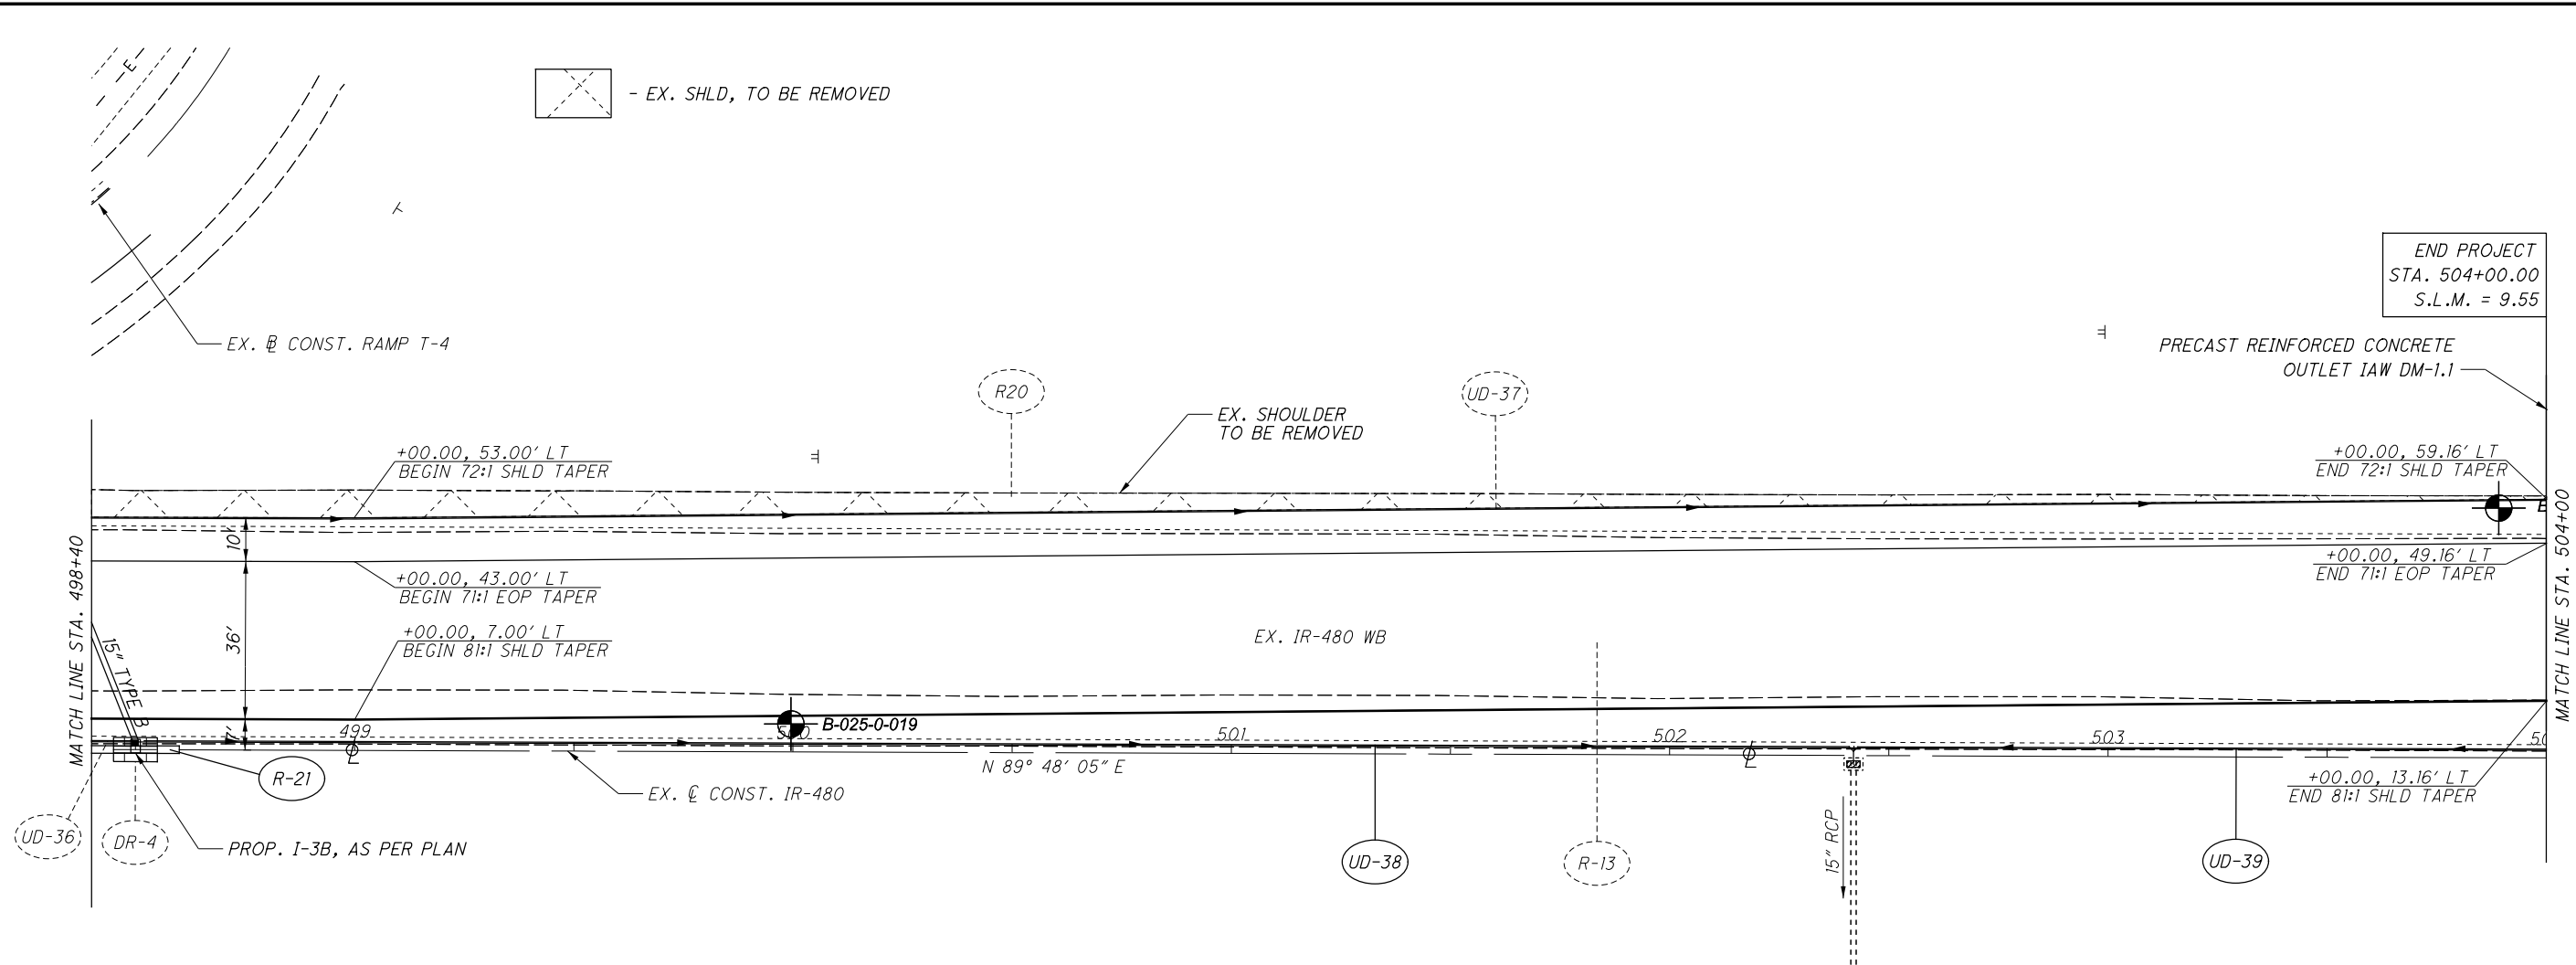 E
- EX. SHLD, TO BE REMOVED
END PROJECT
STA. 504+00.00
S.L.M. = 9.55
EX. ⅊ CONST. RAMP T-4
PRECAST REINFORCED CONCRETE
OUTLET IAW DM-1.1
R20
UD-37
EX. SHOULDER
TO BE REMOVED
+00.00, 53.00' LT
BEGIN 72:1 SHLD TAPER
+00.00, 59.16' LT
END 72:1 SHLD TAPER
10'
+00.00, 49.16' LT
END 71:1 EOP TAPER
+00.00, 43.00' LT
BEGIN 71:1 EOP TAPER
MATCH LINE STA. 498+40
MATCH LINE STA. 504+00
36'
+00.00, 7.00' LT
BEGIN 81:1 SHLD TAPER
EX. IR-480 WB
15" TYPE B
7'
499
500
B-025-0-019
501
502
503
N 89° 48' 05" E
R-21
EX. ℄ CONST. IR-480
+00.00, 13.16' LT
END 81:1 SHLD TAPER
UD-36
DR-4
PROP. I-3B, AS PER PLAN
UD-38
R-13
15" RCP
UD-39